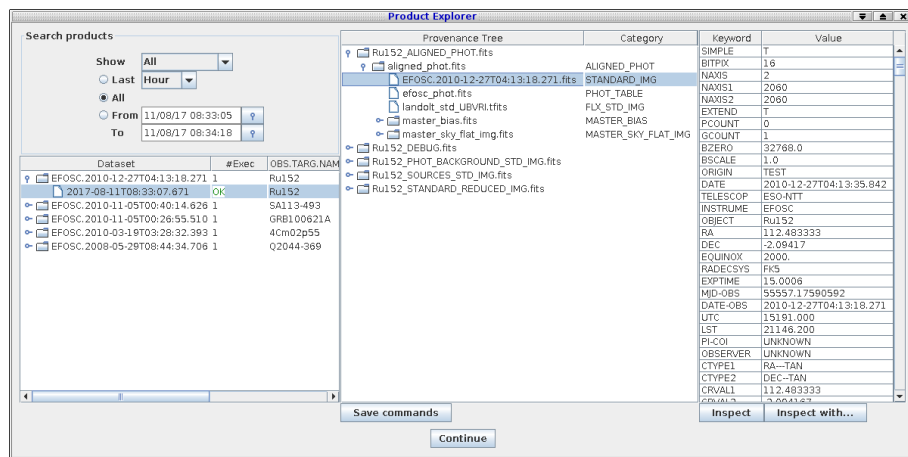 Product Explorer
Search products
Show All
Last Hour
All
From 11/08/17 08:33:05
To 11/08/17 08:34:18
Dataset #Exec OBS.TARG.NAM
EFOSC.2010-12-27T04:13:18.271 1 Ru152
2017-08-11T08:33:07.671 OK Ru152
EFOSC.2010-11-05T00:40:14.626 1 SA113-493
EFOSC.2010-11-05T00:26:55.510 1 GRB100621A
EFOSC.2010-03-19T03:28:32.393 1 4Cm02p55
EFOSC.2008-05-29T08:44:34.706 1 Q2044-369
Provenance Tree Category
Ru152_ALIGNED_PHOT.fits
aligned_phot.fits ALIGNED_PHOT
EFOSC.2010-12-27T04:13:18.271.fits STANDARD_IMG
efosc_phot.fits PHOT_TABLE
landolt_std_UBVRI.tfits FLX_STD_IMG
master_bias.fits MASTER_BIAS
master_sky_flat_img.fits MASTER_SKY_FLAT_IMG
Ru152_DEBUG.fits
Ru152_PHOT_BACKGROUND_STD_IMG.fits
Ru152_SOURCES_STD_IMG.fits
Ru152_STANDARD_REDUCED_IMG.fits
Keyword Value
SIMPLE T
BITPIX 16
NAXIS 2
NAXIS1 2060
NAXIS2 2060
EXTEND T
PCOUNT 0
GCOUNT 1
BZERO 32768.0
BSCALE 1.0
ORIGIN TEST
DATE 2010-12-27T04:13:35.842
TELESCOP ESO-NTT
INSTRUME EFOSC
OBJECT Ru152
RA 112.483333
DEC -2.09417
EQUINOX 2000.
RADECSYS FK5
EXPTIME 15.0006
MJD-OBS 55557.17590592
DATE-OBS 2010-12-27T04:13:18.271
UTC 15191.000
LST 21146.200
PI-COI UNKNOWN
OBSERVER UNKNOWN
CTYPE1 RA---TAN
CTYPE2 DEC--TAN
CRVAL1 112.483333
CRVAL2 -2.094167
Save commands
Inspect
Inspect with...
Continue